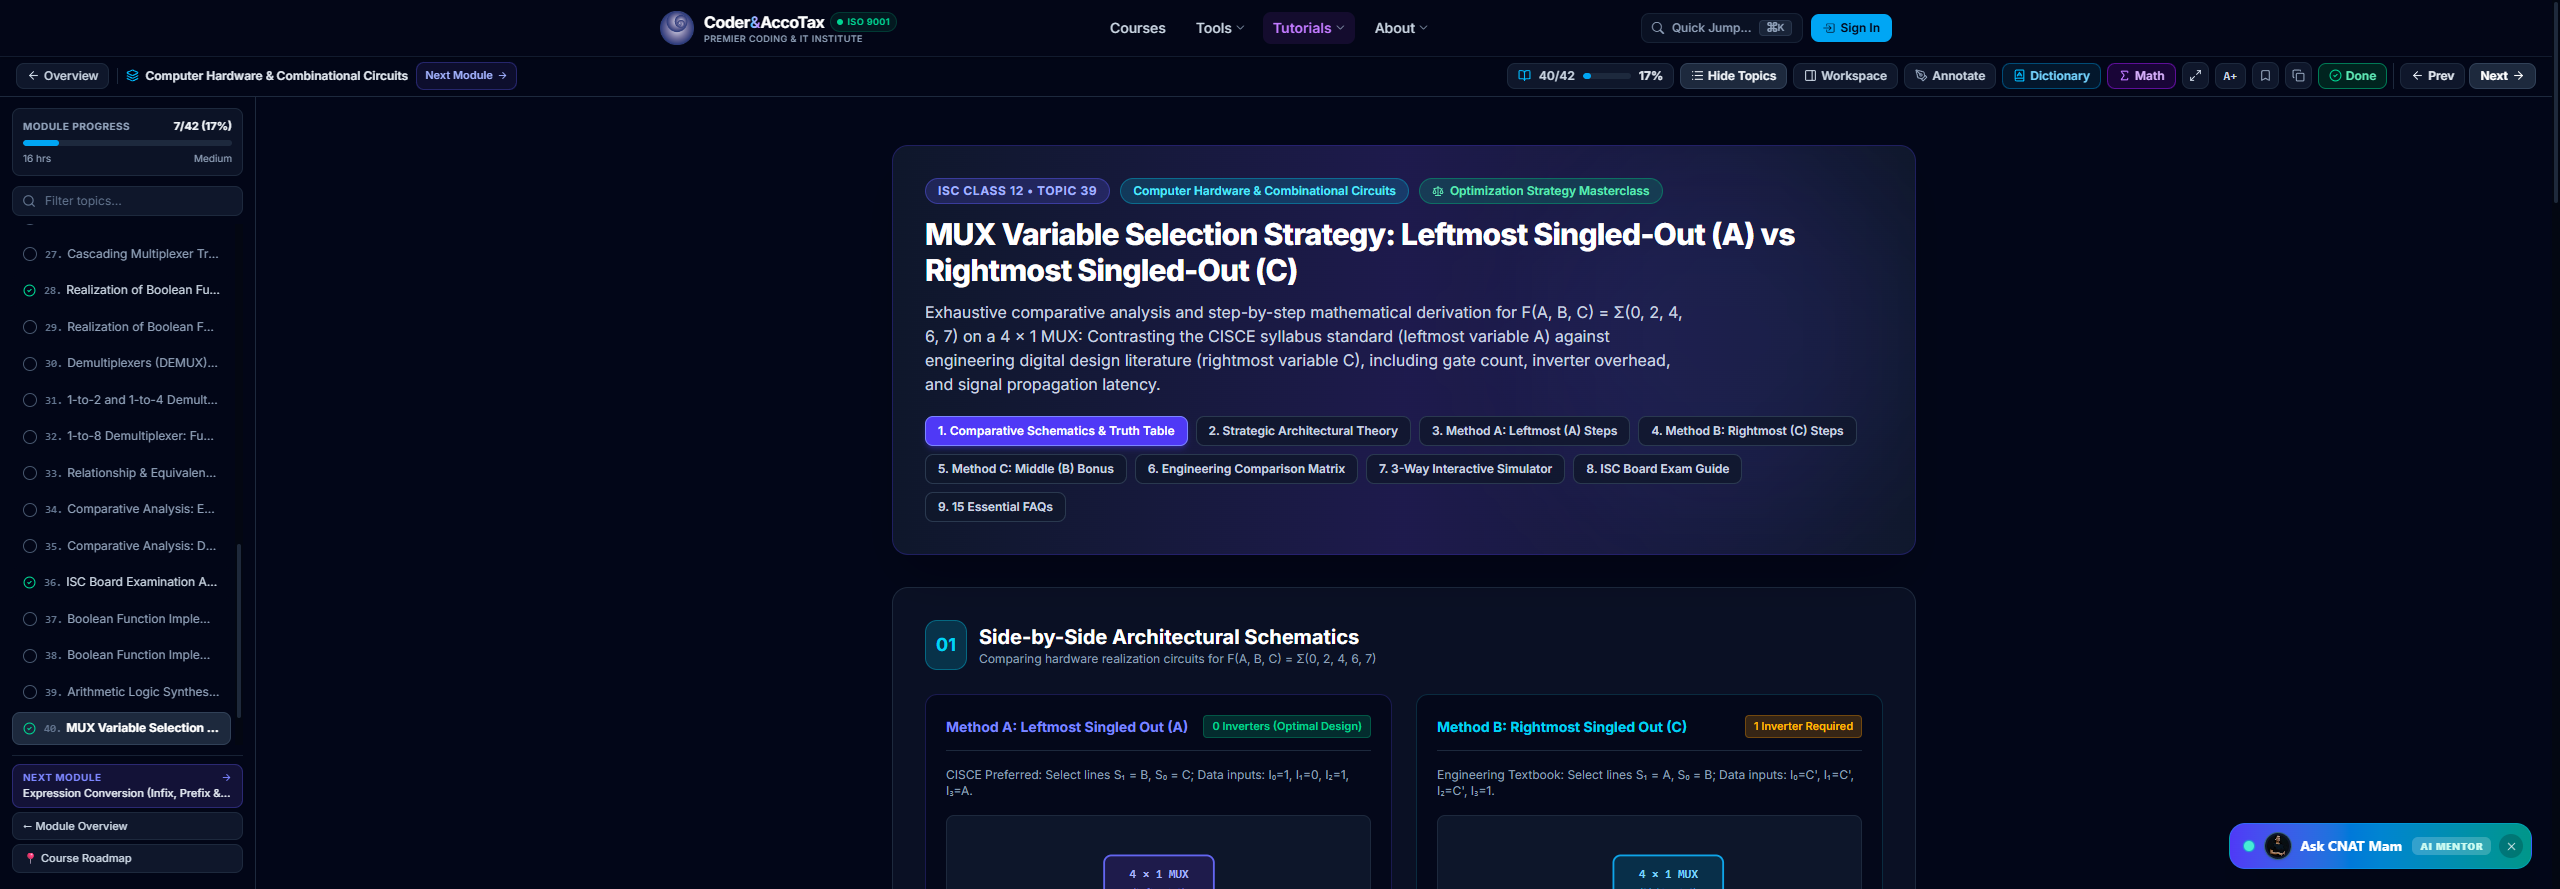 Coder&AccoTax ISO 9001
PREMIER CODING & IT INSTITUTE
Courses
Tools
Tutorials
About
Quick Jump... ⌘K
Sign In
← Overview
Computer Hardware & Combinational Circuits
Next Module →
40/42 17%
Hide Topics
Workspace
Annotate
Dictionary
Math
A+
Done
← Prev
Next →
MODULE PROGRESS 7/42 (17%)
16 hrs Medium
Filter topics...
27. Cascading Multiplexer Tr...
28. Realization of Boolean Fu...
29. Realization of Boolean F...
30. Demultiplexers (DEMUX)...
31. 1-to-2 and 1-to-4 Demult...
32. 1-to-8 Demultiplexer: Fu...
33. Relationship & Equivalen...
34. Comparative Analysis: E...
35. Comparative Analysis: D...
36. ISC Board Examination A...
37. Boolean Function Imple...
38. Boolean Function Imple...
39. Arithmetic Logic Synthes...
40. MUX Variable Selection ...
NEXT MODULE →
Expression Conversion (Infix, Prefix &...
← Module Overview
📍 Course Roadmap
ISC CLASS 12 • TOPIC 39
Computer Hardware & Combinational Circuits
Optimization Strategy Masterclass
MUX Variable Selection Strategy: Leftmost Singled-Out (A) vs
Rightmost Singled-Out (C)
Exhaustive comparative analysis and step-by-step mathematical derivation for F(A, B, C) = Σ(0, 2, 4,
6, 7) on a 4 × 1 MUX: Contrasting the CISCE syllabus standard (leftmost variable A) against
engineering digital design literature (rightmost variable C), including gate count, inverter overhead,
and signal propagation latency.
1. Comparative Schematics & Truth Table
2. Strategic Architectural Theory
3. Method A: Leftmost (A) Steps
4. Method B: Rightmost (C) Steps
5. Method C: Middle (B) Bonus
6. Engineering Comparison Matrix
7. 3-Way Interactive Simulator
8. ISC Board Exam Guide
9. 15 Essential FAQs
01
Side-by-Side Architectural Schematics
Comparing hardware realization circuits for F(A, B, C) = Σ(0, 2, 4, 6, 7)
Method A: Leftmost Singled Out (A)
0 Inverters (Optimal Design)
CISCE Preferred: Select lines S₁ = B, S₀ = C; Data inputs: I₀=1, I₁=0, I₂=1,
I₃=A.
4 × 1 MUX
Method B: Rightmost Singled Out (C)
1 Inverter Required
Engineering Textbook: Select lines S₁ = A, S₀ = B; Data inputs: I₀=C', I₁=C',
I₂=C', I₃=1.
4 × 1 MUX
Ask CNAT Mam AI MENTOR